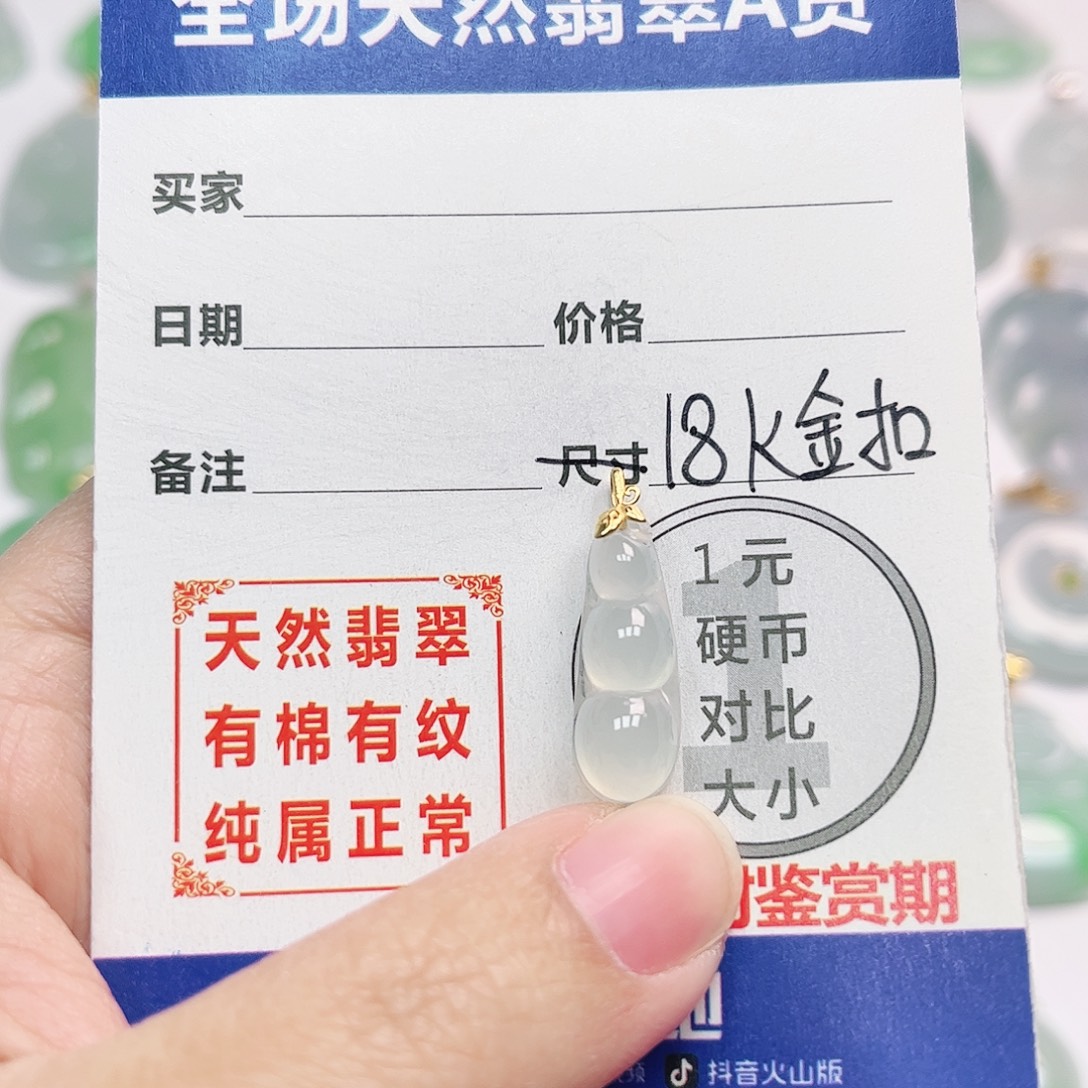 全场天然翡翠A货
买家
日期 价格
备注 尺寸 18K金扣
1元
硬币
对比
大小
天然翡翠
有棉有纹
纯属正常
鉴赏期
抖音火山版